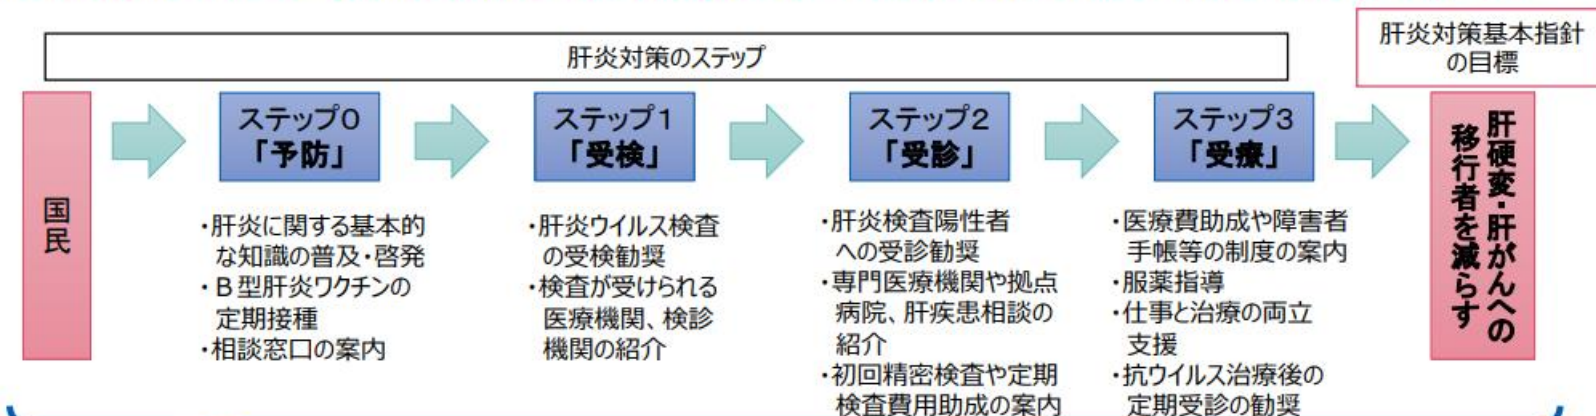 肝炎対策基本指針
の目標
肝炎対策のステップ
国民
ステップ0
「予防」
・肝炎に関する基本的
な知識の普及・啓発
・B型肝炎ワクチンの
定期接種
・相談窓口の案内
ステップ1
「受検」
・肝炎ウイルス検査
の受検勧奨
・検査が受けられる
医療機関、検診
機関の紹介
ステップ2
「受診」
・肝炎検査陽性者
への受診勧奨
・専門医療機関や拠点
病院、肝疾患相談の
紹介
・初回精密検査や定期
検査費用助成の案内
ステップ3
「受療」
・医療費助成や障害者
手帳等の制度の案内
・服薬指導
・仕事と治療の両立
支援
・抗ウイルス治療後の
定期受診の勧奨
肝硬変・肝がんへの
移行者を減らす